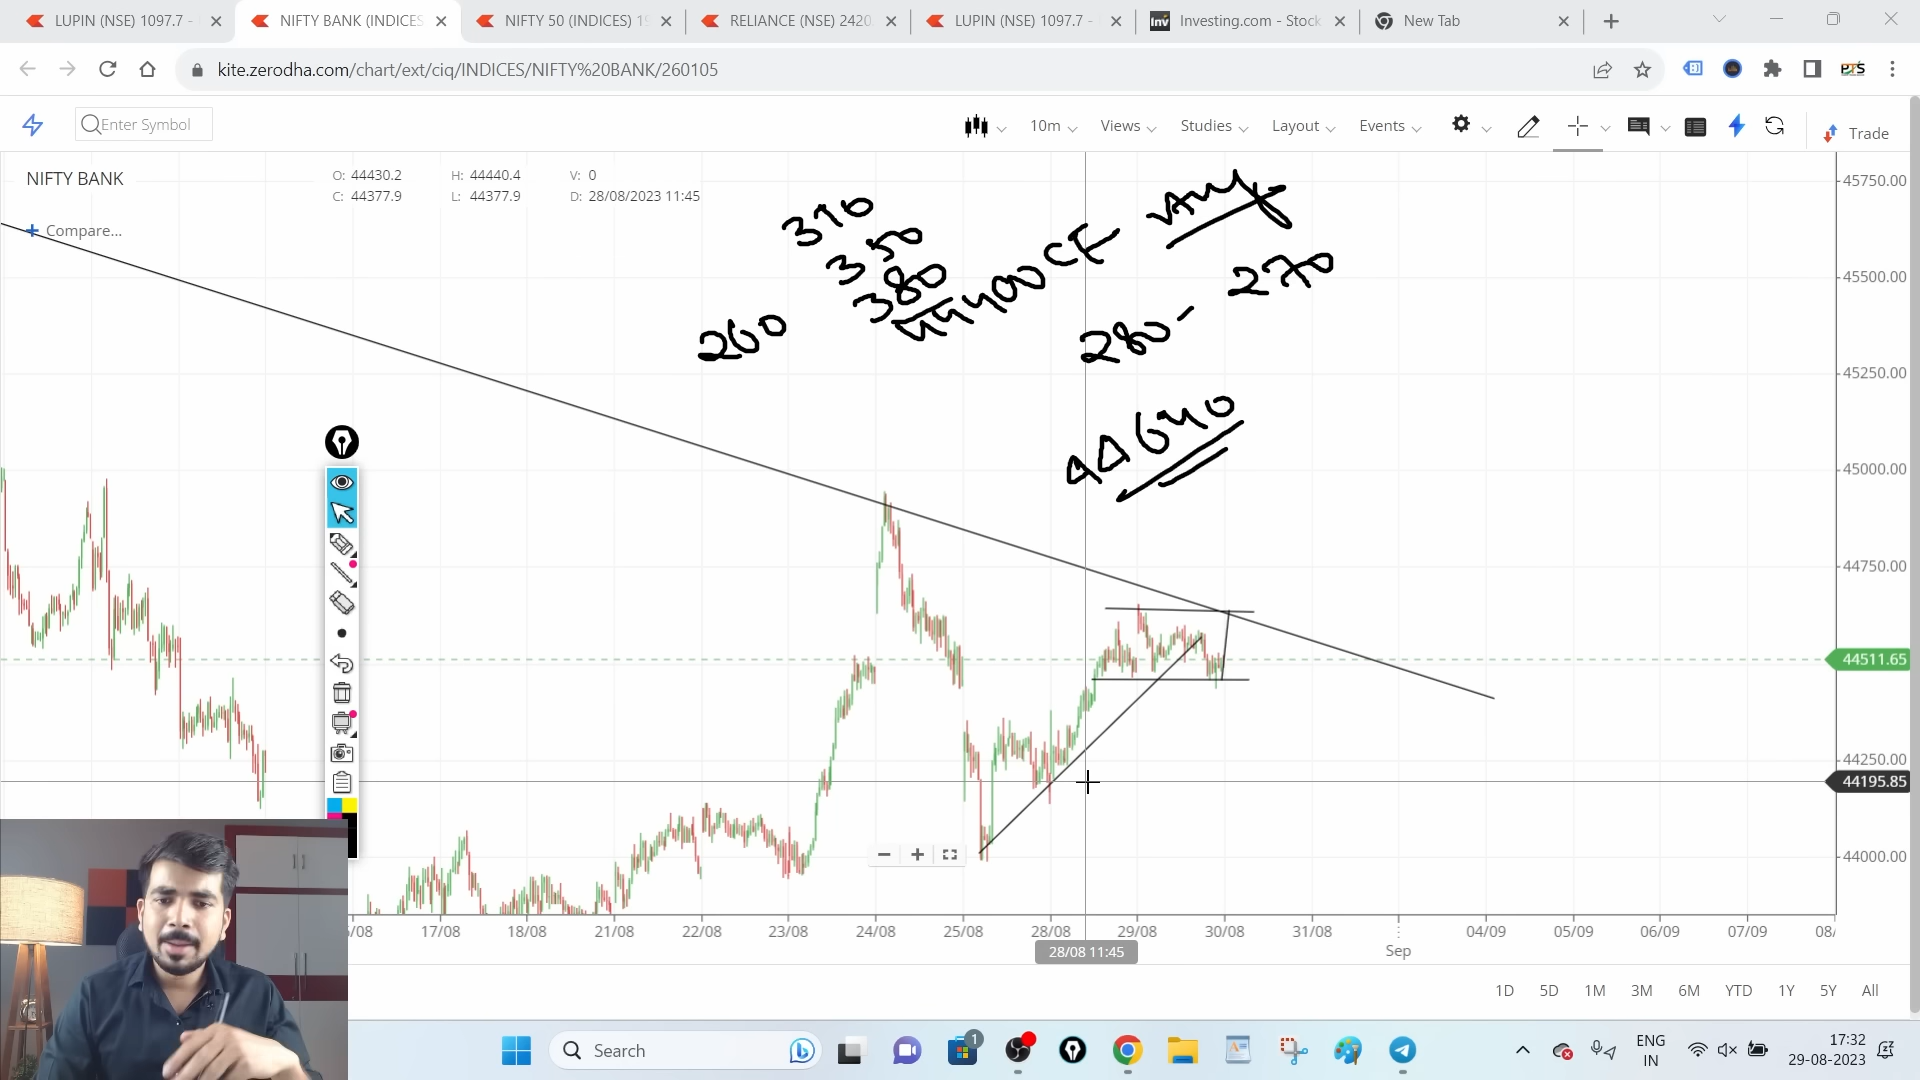 LUPIN (NSE) 1097.7 - NIFTY BANK (INDICES NIFTY 50 (INDICES) 19 RELIANCE (NSE) 2420. LUPIN (NSE) 1097.7 - Investing.com - Stock New Tab
kite.zerodha.com/chart/ext/ciq/INDICES/NIFTY%20BANK/260105
Enter Symbol 10m Views Studies Layout Events Trade
NIFTY BANK O: 44430.2 H: 44440.4 V: 0
C: 44377.9 L: 44377.9 D: 28/08/2023 11:45
+ Compare...
310
350
380
44400 CE
260
280 - 270
44640
45750.00
45500.00
45250.00
45000.00
44750.00
44511.65
44250.00
44195.85
44000.00
/08 17/08 18/08 21/08 22/08 23/08 24/08 25/08 28/08 29/08 30/08 31/08 04/09 05/09 06/09 07/09 08/
28/08 11:45 Sep
1D 5D 1M 3M 6M YTD 1Y 5Y All
Search 1 ENG 17:32
IN 29-08-2023